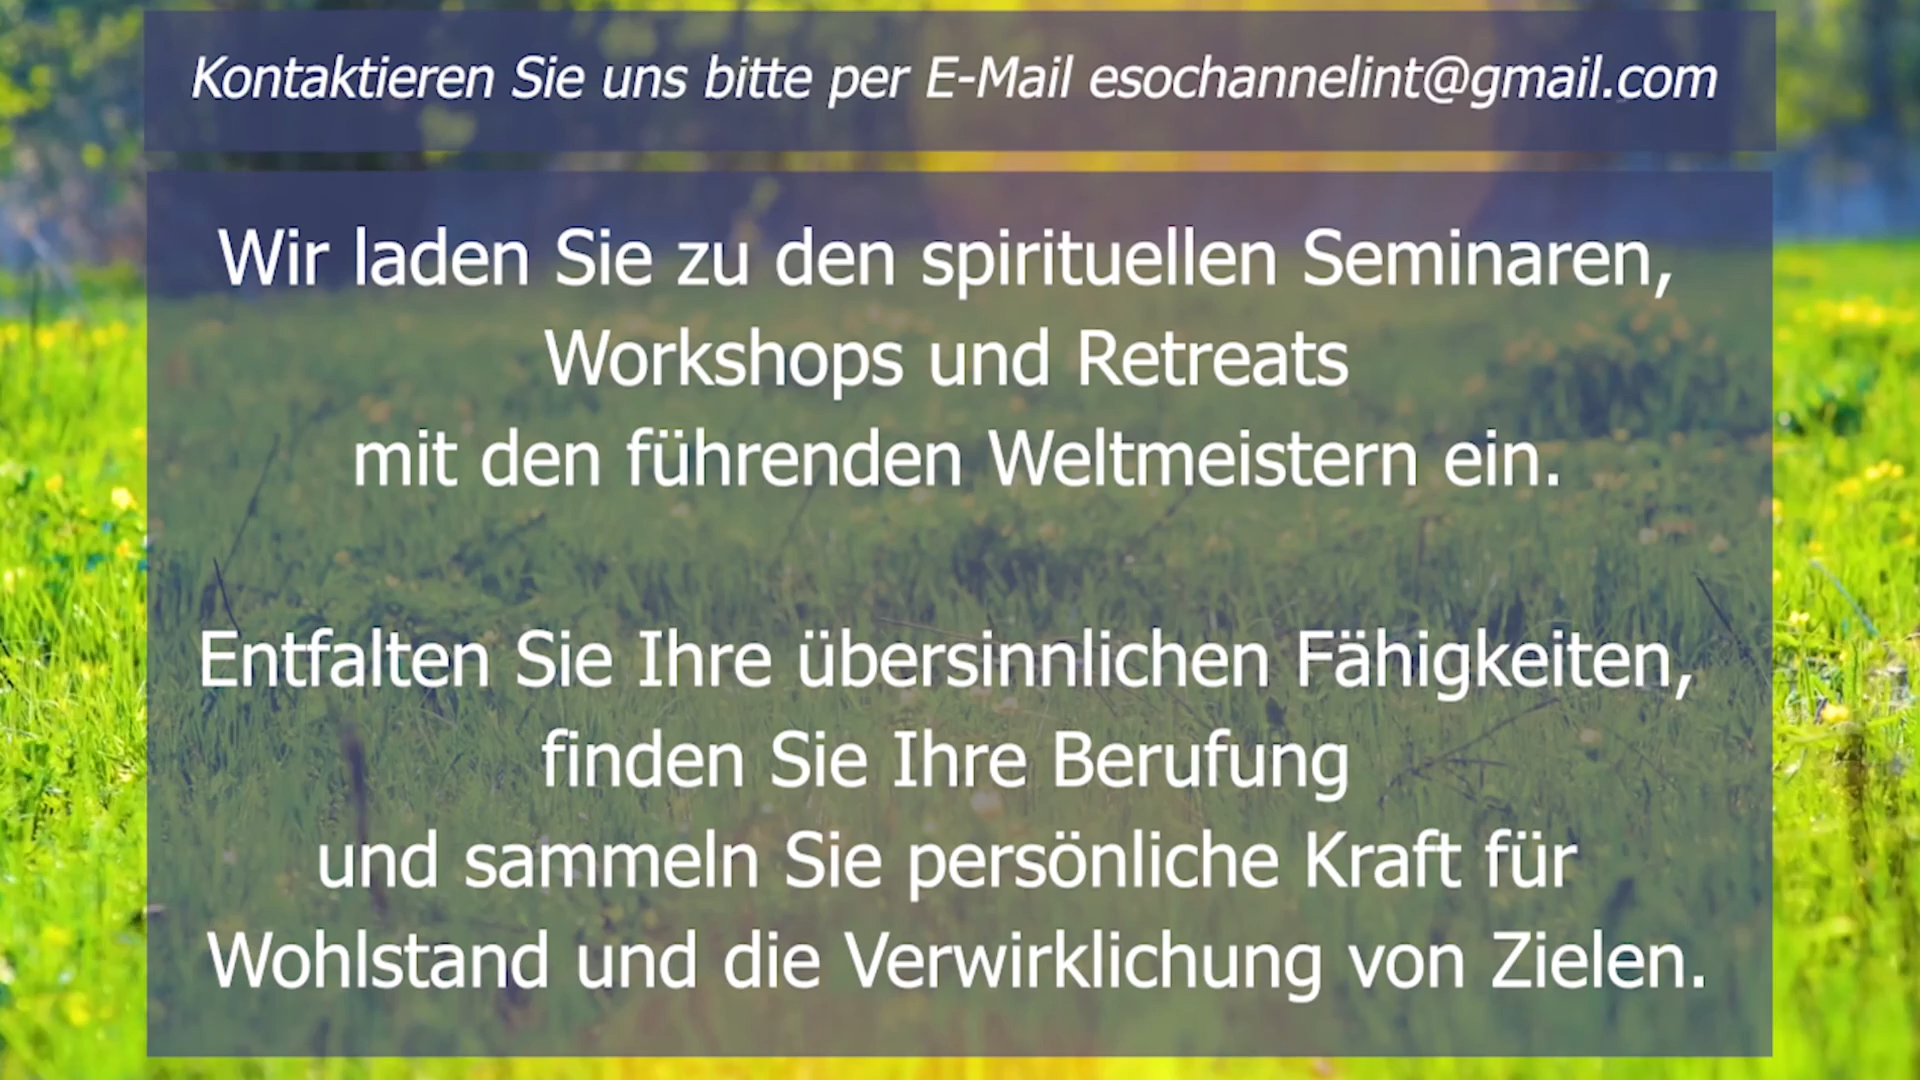 Kontaktieren Sie uns bitte per E-Mail esochannelint@gmail.com
Wir laden Sie zu den spirituellen Seminaren,
Workshops und Retreats
mit den führenden Weltmeistern ein.
Entfalten Sie Ihre übersinnlichen Fähigkeiten,
finden Sie Ihre Berufung
und sammeln Sie persönliche Kraft für
Wohlstand und die Verwirklichung von Zielen.